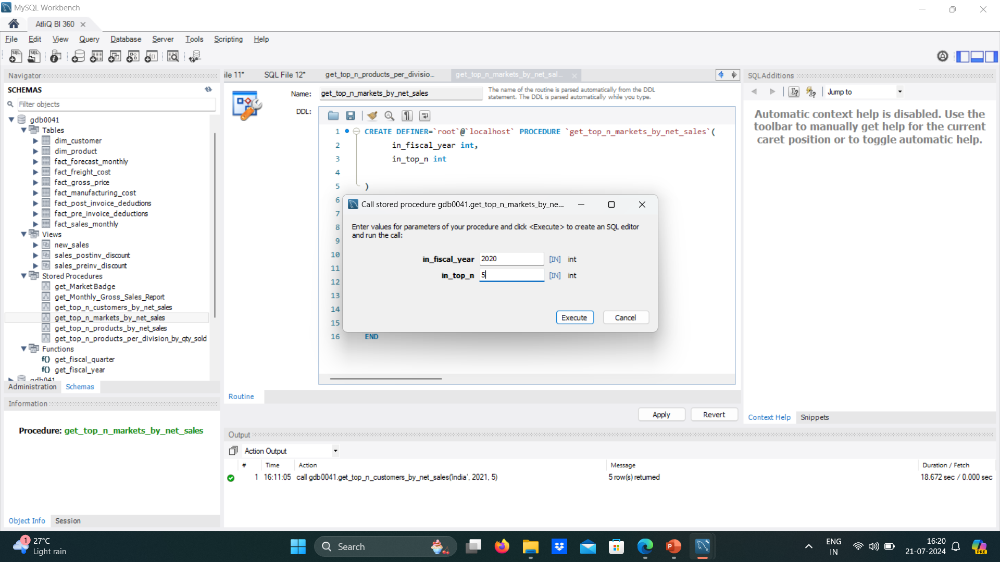 MySQL Workbench
AtliQ BI 360
File Edit View Query Database Server Tools Scripting Help
Navigator
SCHEMAS
Filter objects
gdb0041
Tables
dim_customer
dim_product
fact_forecast_monthly
fact_freight_cost
fact_gross_price
fact_manufacturing_cost
fact_post_invoice_deductions
fact_pre_invoice_deductions
fact_sales_monthly
Views
new_sales
sales_postinv_discount
sales_preinv_discount
Stored Procedures
get_Market Badge
get_Monthly_Gross_Sales_Report
get_top_n_customers_by_net_sales
get_top_n_markets_by_net_sales
get_top_n_products_by_net_sales
get_top_n_products_per_division_by_qty_sold
Functions
f() get_fiscal_quarter
f() get_fiscal_year
gdb041
Administration Schemas
Information
Procedure: get_top_n_markets_by_net_sales
Object Info Session
ile 11* SQL File 12* get_top_n_products_per_divisio... get_top_n_markets_by_net_sal...
Name: get_top_n_markets_by_net_sales
The name of the routine is parsed automatically from the DDL
statement. The DDL is parsed automatically while you type.
DDL:
1 CREATE DEFINER=`root`@`localhost` PROCEDURE `get_top_n_markets_by_net_sales`(
2 in_fiscal_year int,
3 in_top_n int
4
5 )
6
7
8
9
10
11
12
13
14
15
16 END
Call stored procedure gdb0041.get_top_n_markets_by_ne...
Enter values for parameters of your procedure and click <Execute> to create an SQL editor
and run the call:
in_fiscal_year 2020 [IN] int
in_top_n 5 [IN] int
Execute Cancel
Routine
Apply Revert
SQLAdditions
Jump to
Automatic context help is disabled. Use the
toolbar to manually get help for the current
caret position or to toggle automatic help.
Context Help Snippets
Output
Action Output
# Time Action Message Duration / Fetch
1 16:11:05 call gdb0041.get_top_n_customers_by_net_sales('india', 2021, 5) 5 row(s) returned 18.672 sec / 0.000 sec
1
27°C
Light rain
Search
ENG
IN
16:20
21-07-2024
PRE